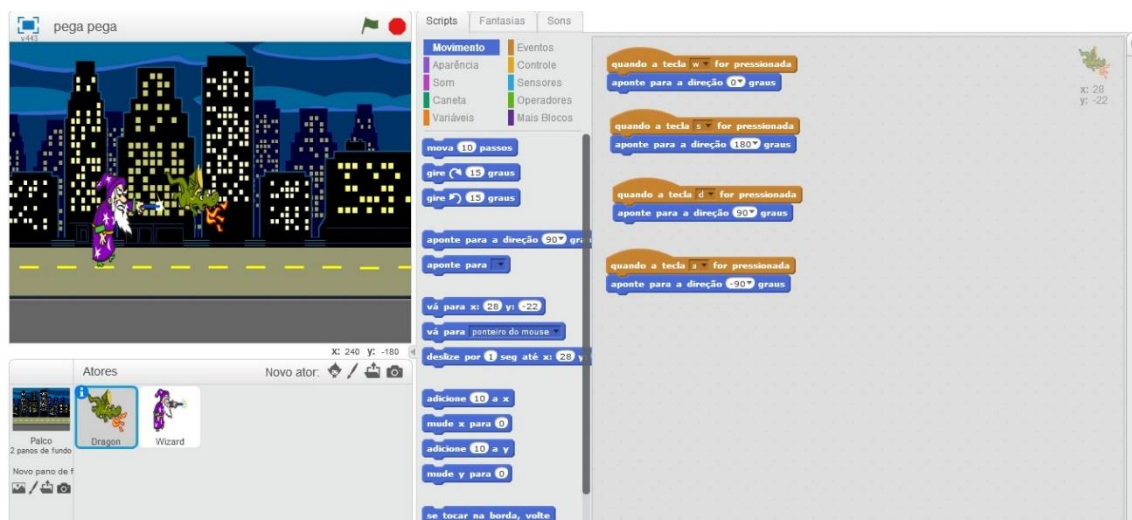 pega pega
v443
Scripts Fantasias Sons
Movimento Eventos
Aparência Controle
Som Sensores
Caneta Operadores
Variáveis Mais Blocos
mova 10 passos
gire 15 graus
gire 15 graus
aponte para a direção 90 grau
aponte para
vá para x: 28 y: -22
vá para ponteiro do mouse
deslize por 1 seg até x: 28 y
adicione 10 a x
mude x para 0
adicione 10 a y
mude y para 0
se tocar na borda, volte
quando a tecla w for pressionada
aponte para a direção 0 graus
quando a tecla s for pressionada
aponte para a direção 180 graus
quando a tecla d for pressionada
aponte para a direção 90 graus
quando a tecla a for pressionada
aponte para a direção -90 graus
x: 28
y: -22
x: 240 y: -180
Atores Novo ator:
Palco
2 panos de fundo
Dragon Wizard
Novo pano de f